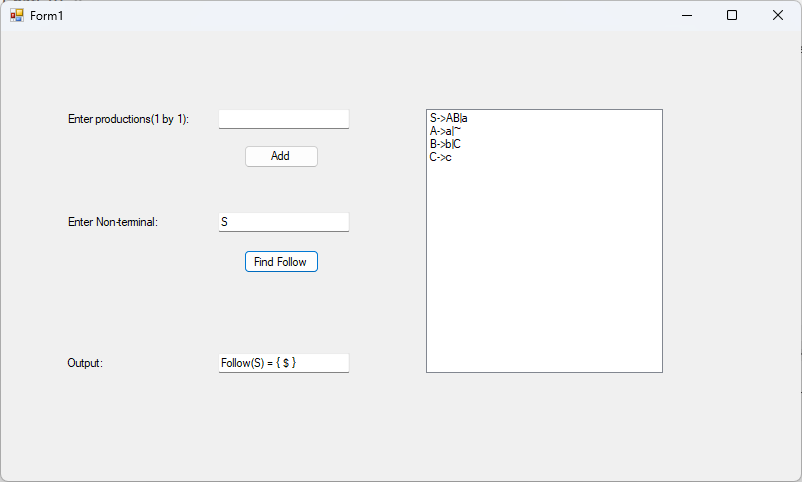 Form1
Enter productions(1 by 1):
Add
Enter Non-terminal:
S
Find Follow
Output:
Follow(S) = { $ }
S->AB|a
A->a|~
B->b|C
C->c